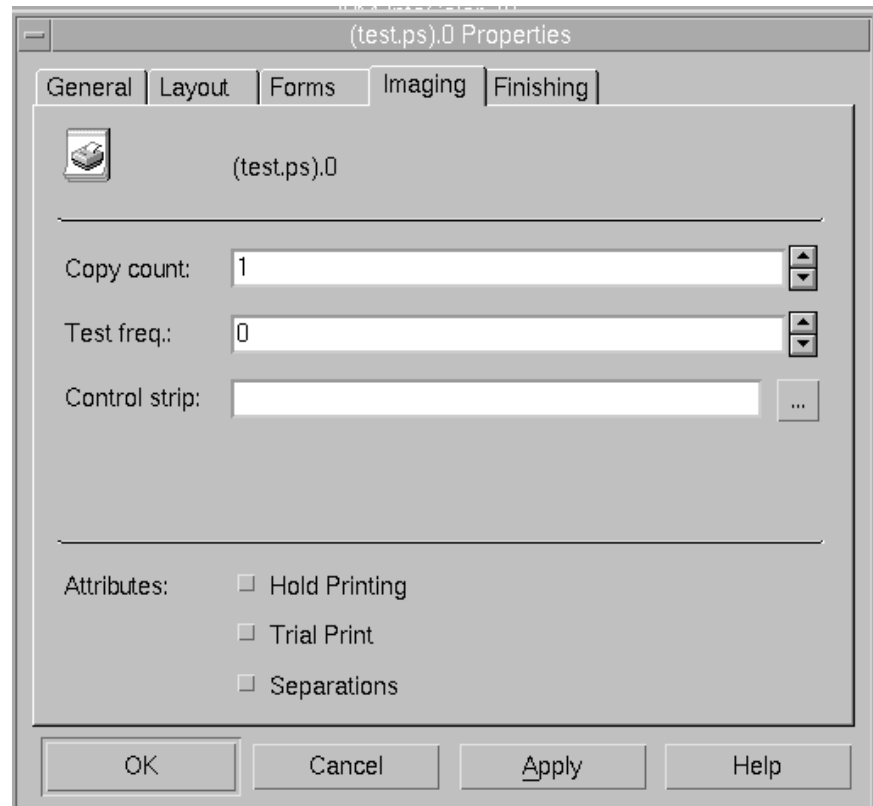 (test.ps).0 Properties
General Layout Forms Imaging Finishing
(test.ps).0
Copy count: 1
Test freq.: 0
Control strip: ...
Attributes: Hold Printing
Trial Print
Separations
OK Cancel Apply Help